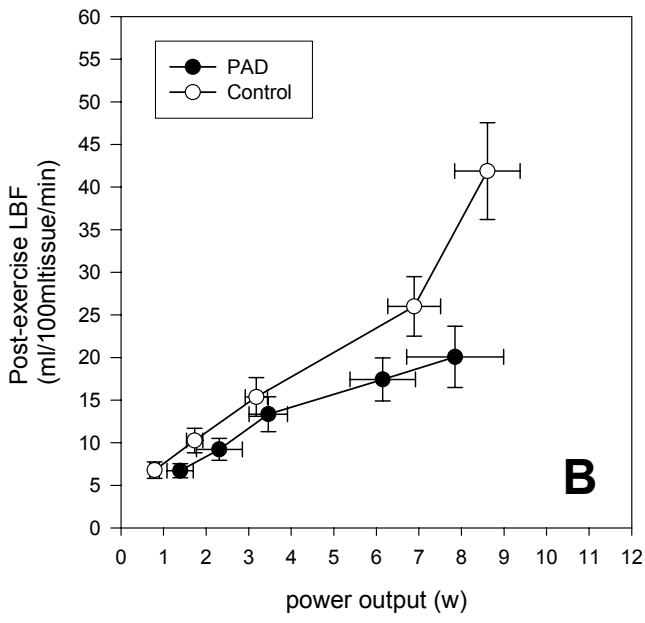 60
55
50
45
40
35
30
25
20
15
10
5
0
Post-exercise LBF
(ml/100mltissue/min)
PAD
Control
B
0 1 2 3 4 5 6 7 8 9 10 11 12
power output (w)